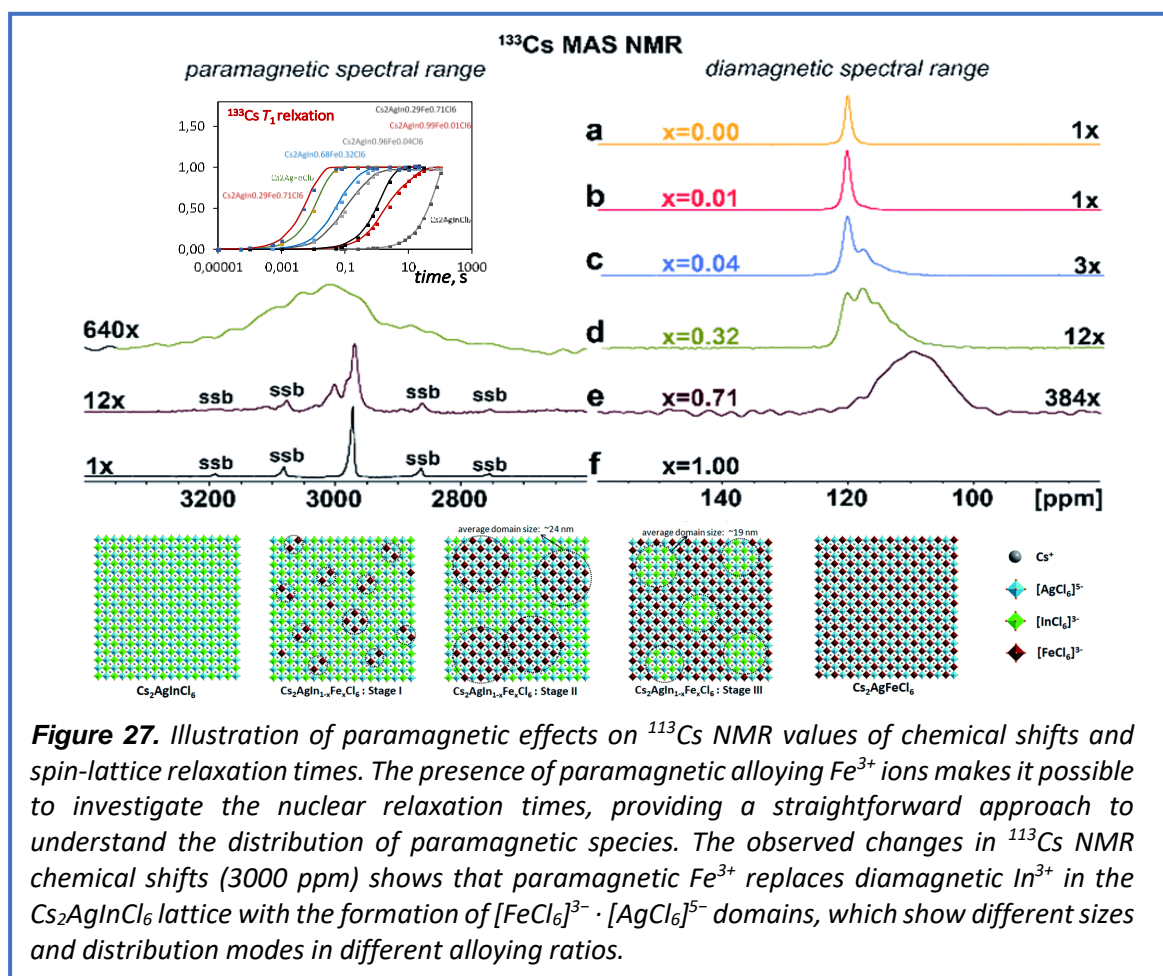 ¹³³Cs MAS NMR
paramagnetic spectral range
diamagnetic spectral range
¹³³Cs T₁ relxation
Cs2AgIn0.29Fe0.71Cl6
Cs2AgIn0.99Fe0.01Cl6
Cs2AgIn0.96Fe0.04Cl6
Cs2AgIn0.68Fe0.32Cl6
Cs2AgIn0.29Fe0.71Cl6
Cs2AgInCl6
1,50
1,00
0,50
0,00
0,00001 0,001 0,1 10 1000
time, s
a x=0.00 1x
b x=0.01 1x
c x=0.04 3x
640x d x=0.32 12x
12x ssb ssb ssb ssb e x=0.71 384x
1x ssb ssb ssb ssb f x=1.00
3200 3000 2800 140 120 100 [ppm]
average domain size: ~24 nm
average domain size: ~19 nm
Cs⁺
[AgCl₆]⁵⁻
[InCl₆]³⁻
[FeCl₆]³⁻
Cs₂AgInCl₆
Cs₂AgIn₁₋ₓFeₓCl₆ : Stage I
Cs₂AgIn₁₋ₓFeₓCl₆ : Stage II
Cs₂AgIn₁₋ₓFeₓCl₆ : Stage III
Cs₂AgFeCl₆
Figure 27. Illustration of paramagnetic effects on ¹¹³Cs NMR values of chemical shifts and
spin-lattice relaxation times. The presence of paramagnetic alloying Fe³⁺ ions makes it possible
to investigate the nuclear relaxation times, providing a straightforward approach to
understand the distribution of paramagnetic species. The observed changes in ¹¹³Cs NMR
chemical shifts (3000 ppm) shows that paramagnetic Fe³⁺ replaces diamagnetic In³⁺ in the
Cs₂AgInCl₆ lattice with the formation of [FeCl₆]³⁻ · [AgCl₆]⁵⁻ domains, which show different sizes
and distribution modes in different alloying ratios.